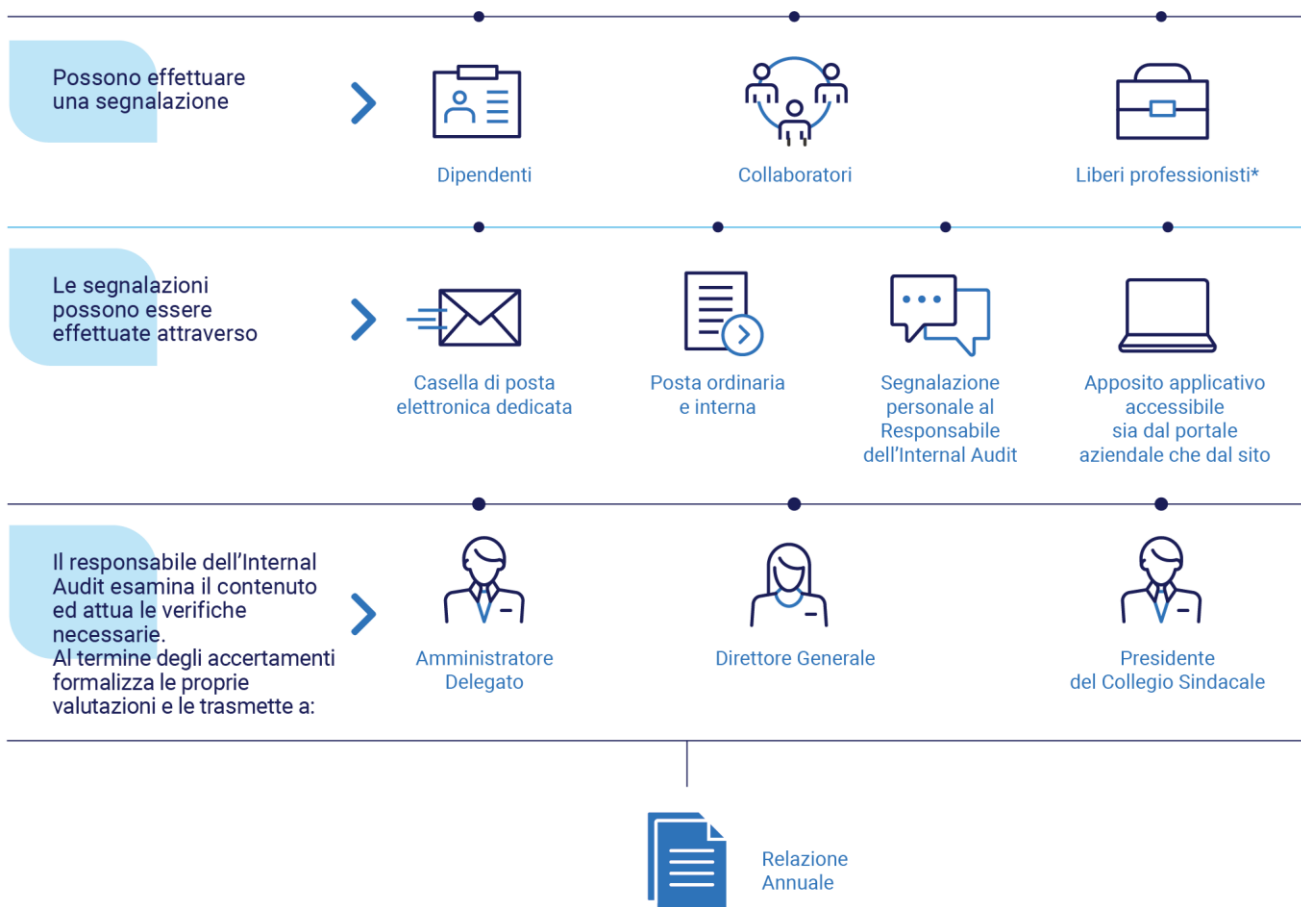 Possono effettuare
una segnalazione
Dipendenti
Collaboratori
Liberi professionisti*
Le segnalazioni
possono essere
effettuate attraverso
Casella di posta
elettronica dedicata
Posta ordinaria
e interna
Segnalazione
personale al
Responsabile
dell'Internal Audit
Apposito applicativo
accessibile
sia dal portale
aziendale che dal sito
Il responsabile dell'Internal
Audit esamina il contenuto
ed attua le verifiche
necessarie.
Al termine degli accertamenti
formalizza le proprie
valutazioni e le trasmette a:
Amministratore
Delegato
Direttore Generale
Presidente
del Collegio Sindacale
Relazione
Annuale